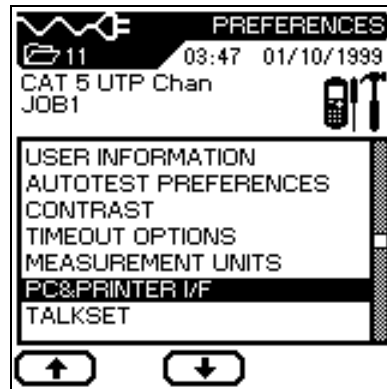 PREFERENCES
11 03:47 01/10/1999
CAT 5 UTP Chan
JOB1
USER INFORMATION
AUTOTEST PREFERENCES
CONTRAST
TIMEOUT OPTIONS
MEASUREMENT UNITS
PC&PRINTER I/F
TALKSET